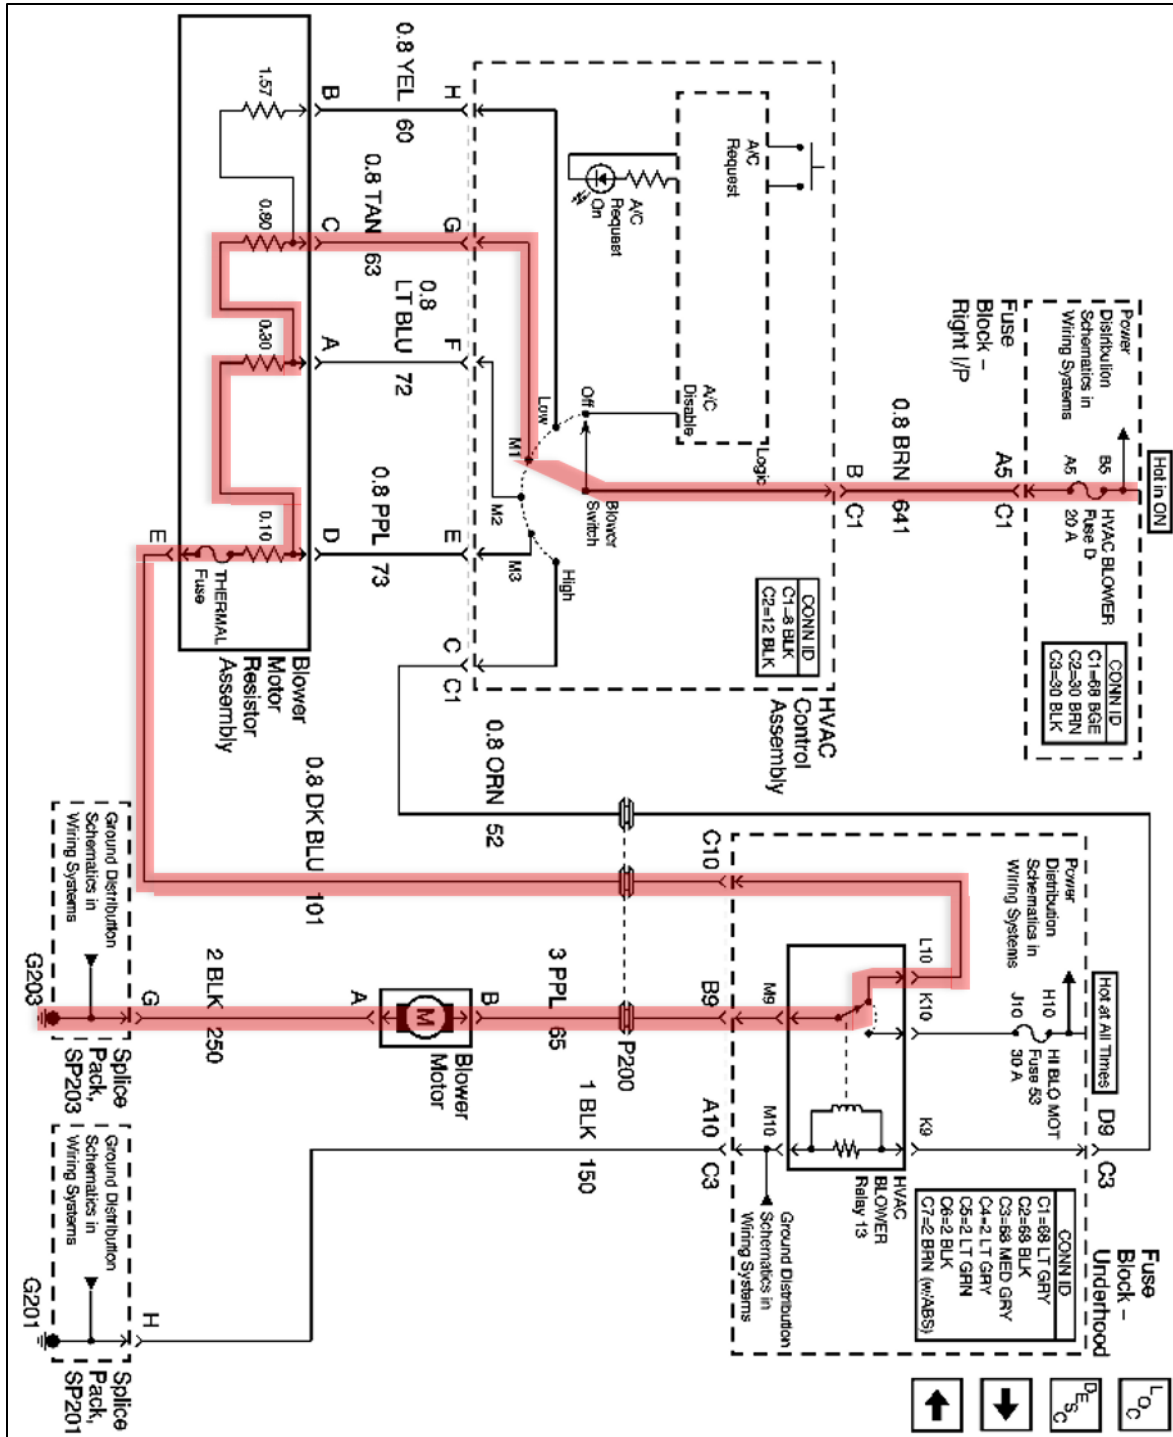 Hot in ON
Power
Distribution
Schematics in
Wiring Systems
B5
A5
HVAC BLOWER
Fuse D
20 A
Fuse
Block –
Right I/P
CONN ID
C1=68 BGE
C2=30 BRN
C3=30 BLK
A5
C1
0.8 BRN
641
B
C1
A/C
Request
A/C
Request
On
A/C
Disable
Logic
Blower
Switch
Off
Low
M1
M2
M3
High
CONN ID
C1=8 BLK
C2=12 BLK
HVAC
Control
Assembly
H
G
F
E
C
C1
0.8 YEL
60
0.8 TAN
63
0.8
LT BLU
72
0.8 PPL
73
0.8 ORN
52
B
C
A
D
1.57
0.80
0.30
0.10
THERMAL
Fuse
E
Blower
Motor
Resistor
Assembly
0.8 DK BLU
101
Fuse
Block –
Underhood
LOC
DESC
Hot at All Times
Power
Distribution
Schematics in
Wiring Systems
H10
J10
HI BLO MOT
Fuse 53
30 A
D9
C3
CONN ID
C1=68 LT GRY
C2=68 BLK
C3=68 MED GRY
C4=2 LT GRY
C5=2 LT GRN
C6=2 BLK
C7=2 BRN (w/ABS)
L10
K10
K9
HVAC
BLOWER
Relay 13
M9
M10
Ground Distribution
Schematics in
Wiring Systems
C10
B9
A10
C3
P200
3 PPL
65
1 BLK
150
B
Blower
Motor
M
A
2 BLK
250
G
Ground Distribution
Schematics in
Wiring Systems
Splice
Pack,
SP203
G203
H
Ground Distribution
Schematics in
Wiring Systems
Splice
Pack,
SP201
G201